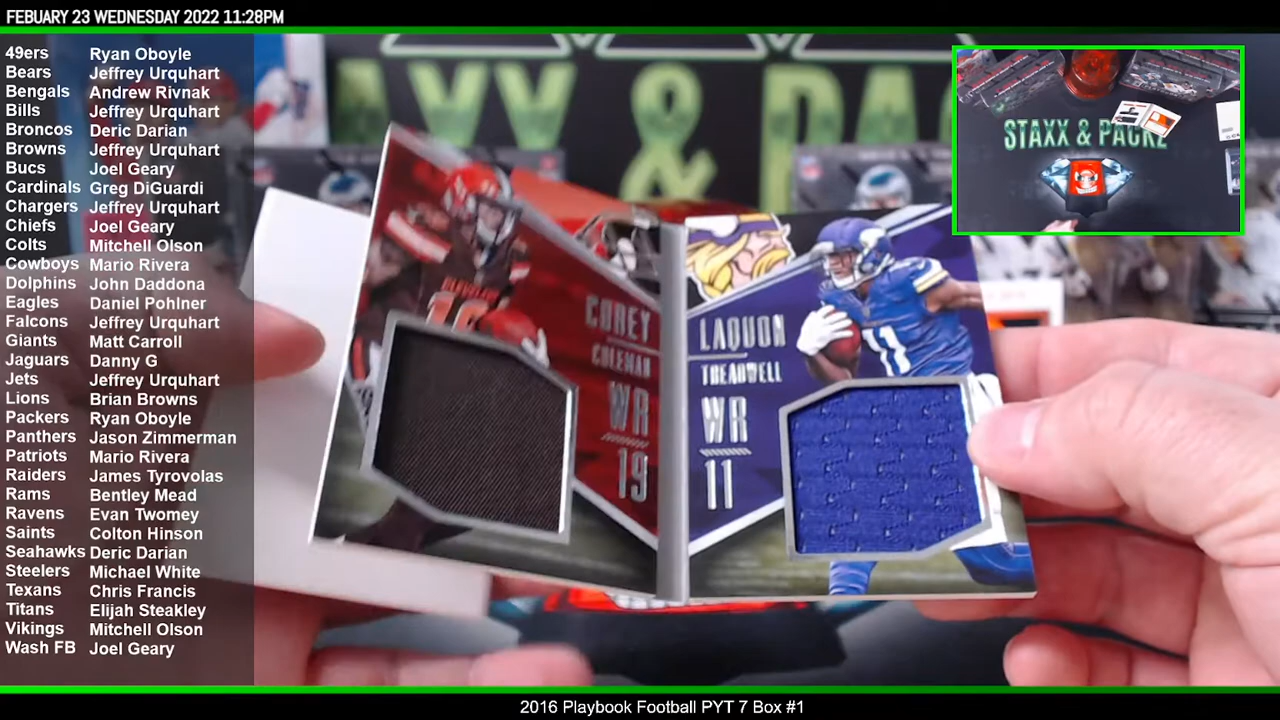 FEBUARY 23 WEDNESDAY 2022 11:28PM
49ers Ryan Oboyle
Bears Jeffrey Urquhart
Bengals Andrew Rivnak
Bills Jeffrey Urquhart
Broncos Deric Darian
Browns Jeffrey Urquhart
Bucs Joel Geary
Cardinals Greg DiGuardi
Chargers Jeffrey Urquhart
Chiefs Joel Geary
Colts Mitchell Olson
Cowboys Mario Rivera
Dolphins John Daddona
Eagles Daniel Pohlner
Falcons Jeffrey Urquhart
Giants Matt Carroll
Jaguars Danny G
Jets Jeffrey Urquhart
Lions Brian Browns
Packers Ryan Oboyle
Panthers Jason Zimmerman
Patriots Mario Rivera
Raiders James Tyrovolas
Rams Bentley Mead
Ravens Evan Twomey
Saints Colton Hinson
Seahawks Deric Darian
Steelers Michael White
Texans Chris Francis
Titans Elijah Steakley
Vikings Mitchell Olson
Wash FB Joel Geary
AXX & PA
STAXX & PACKZ
COREY
COLEMAN
WR
19
LAQUON
TREADWELL
WR
11
11
2016 Playbook Football PYT 7 Box #1